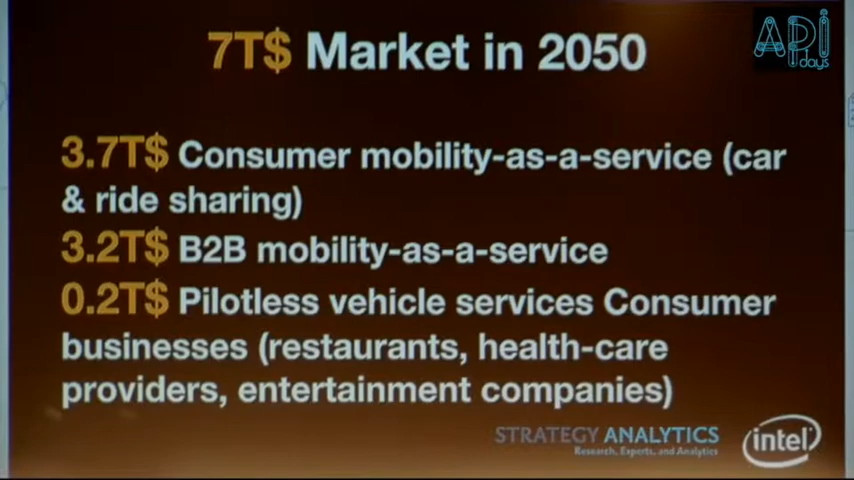 API
days
7T$ Market in 2050
3.7T$ Consumer mobility-as-a-service (car
& ride sharing)
3.2T$ B2B mobility-as-a-service
0.2T$ Pilotless vehicle services Consumer
businesses (restaurants, health-care
providers, entertainment companies)
STRATEGY ANALYTICS
Research, Experts, and Analytics
intel